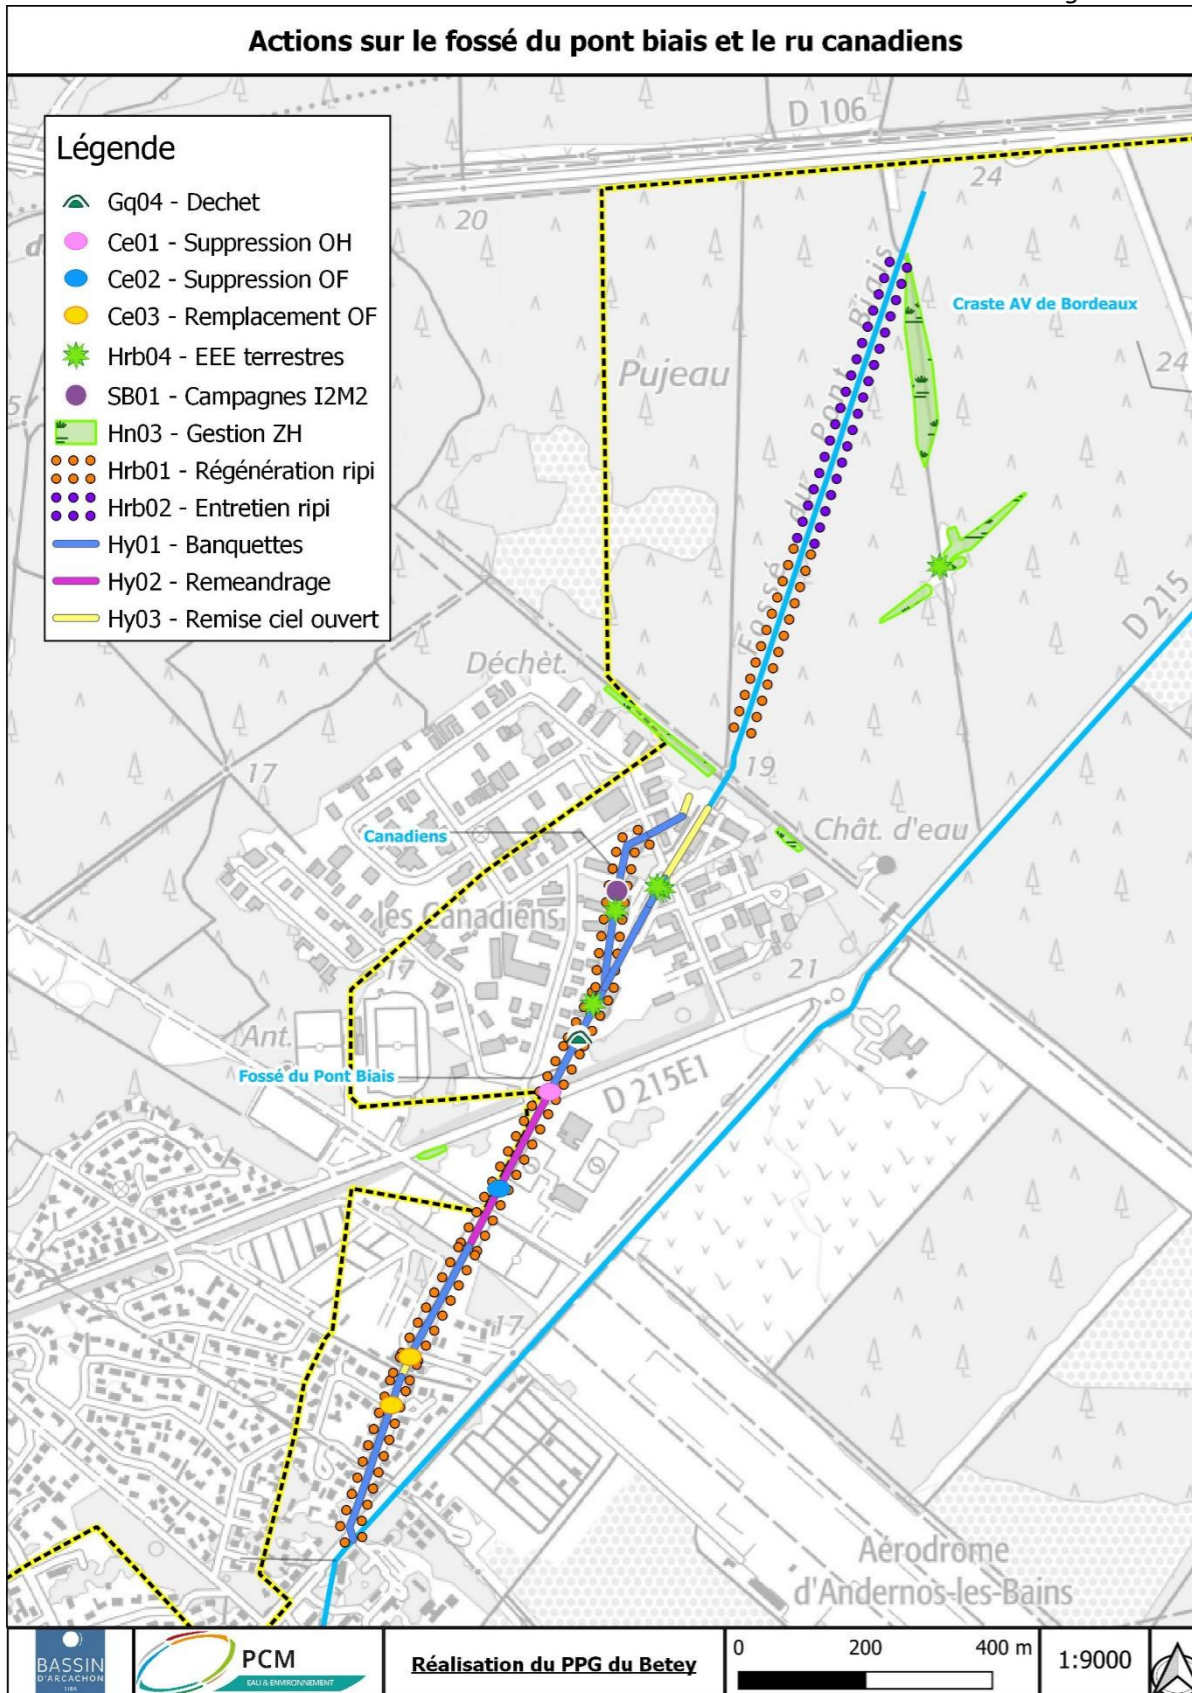 Actions sur le fossé du pont biais et le ru canadiens
Légende
Gq04 - Dechet
Ce01 - Suppression OH
Ce02 - Suppression OF
Ce03 - Remplacement OF
Hrb04 - EEE terrestres
SB01 - Campagnes I2M2
Hn03 - Gestion ZH
Hrb01 - Régénération ripi
Hrb02 - Entretien ripi
Hy01 - Banquettes
Hy02 - Remeandrage
Hy03 - Remise ciel ouvert
D 106
24
20
Craste AV de Bordeaux
Fossé du Pont Biais
Pujeau
24
D 215
Déchèt.
19
17
Canadiens
Chât. d'eau
les Canadiens
17
21
Ant.
Fossé du Pont Biais
D 215E1
17
Aérodrome
d'Andernos-les-Bains
BASSIN
D'ARCACHON
SIBA
PCM
EAU & ENVIRONNEMENT
Réalisation du PPG du Betey
0 200 400 m
1:9000